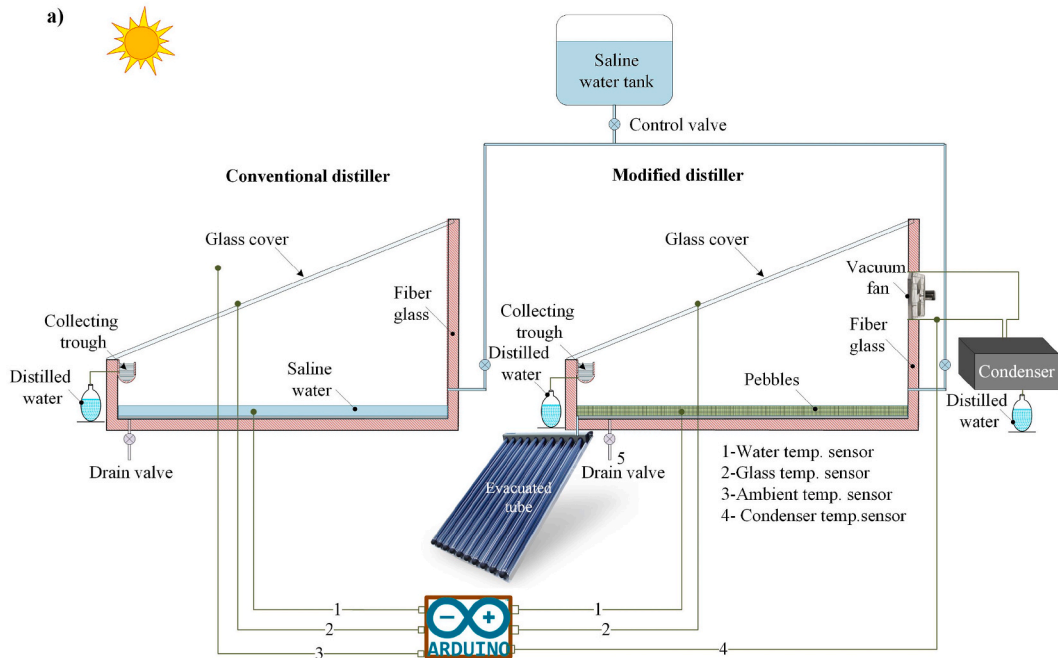 a)
Saline
water tank
Control valve
Conventional distiller
Modified distiller
Glass cover
Glass cover
Vacuum
fan
Fiber
glass
Fiber
glass
Collecting
trough
Collecting
trough
Distilled
water
Distilled
water
Saline
water
Pebbles
Condenser
Distilled
water
Drain valve
5
Drain valve
Evacuated
tube
1-Water temp. sensor
2-Glass temp. sensor
3-Ambient temp. sensor
4- Condenser temp.sensor
1
1
2
2
3
4
ARDUINO